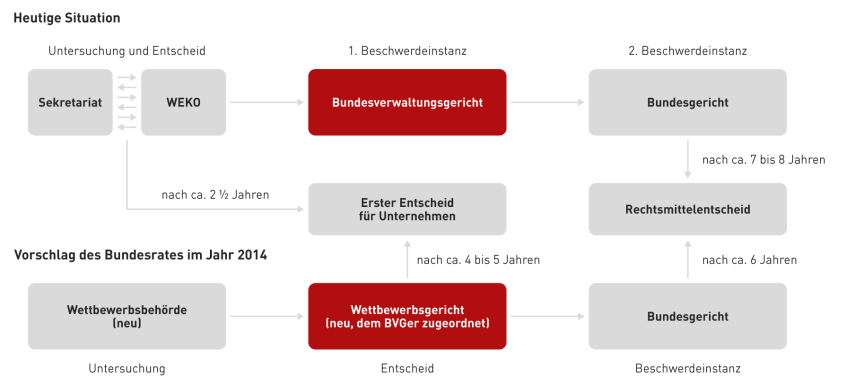 Heutige Situation
Untersuchung und Entscheid
1. Beschwerdeinstanz
2. Beschwerdeinstanz
Sekretariat
WEKO
Bundesverwaltungsgericht
Bundesgericht
nach ca. 7 bis 8 Jahren
nach ca. 2 ½ Jahren
Erster Entscheid
für Unternehmen
Rechtsmittelentscheid
Vorschlag des Bundesrates im Jahr 2014
nach ca. 4 bis 5 Jahren
nach ca. 6 Jahren
Wettbewerbsbehörde
(neu)
Wettbewerbsgericht
(neu, dem BVGer zugeordnet)
Bundesgericht
Untersuchung
Entscheid
Beschwerdeinstanz